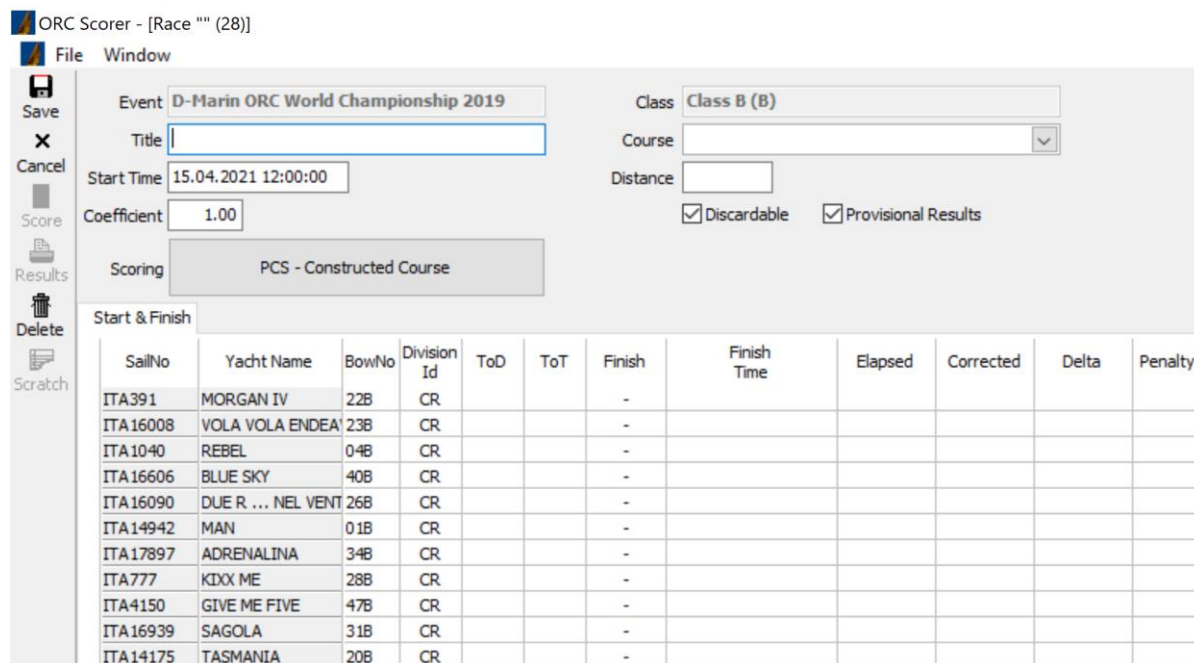 ORC Scorer - [Race "" (28)]
File Window
Save
Cancel
Score
Results
Delete
Scratch
Event D-Marin ORC World Championship 2019 Class Class B (B)
Title Course
Start Time 15.04.2021 12:00:00 Distance
Coefficient 1.00 Discardable Provisional Results
Scoring PCS - Constructed Course
Start & Finish
SailNo Yacht Name BowNo Division Id ToD ToT Finish Finish Time Elapsed Corrected Delta Penalty
ITA391 MORGAN IV 22B CR -
ITA16008 VOLA VOLA ENDEA 23B CR -
ITA1040 REBEL 04B CR -
ITA16606 BLUE SKY 40B CR -
ITA16090 DUE R ... NEL VENT 26B CR -
ITA14942 MAN 01B CR -
ITA17897 ADRENALINA 34B CR -
ITA777 KIXX ME 28B CR -
ITA4150 GIVE ME FIVE 47B CR -
ITA16939 SAGOLA 31B CR -
ITA14175 TASMANIA 20B CR -